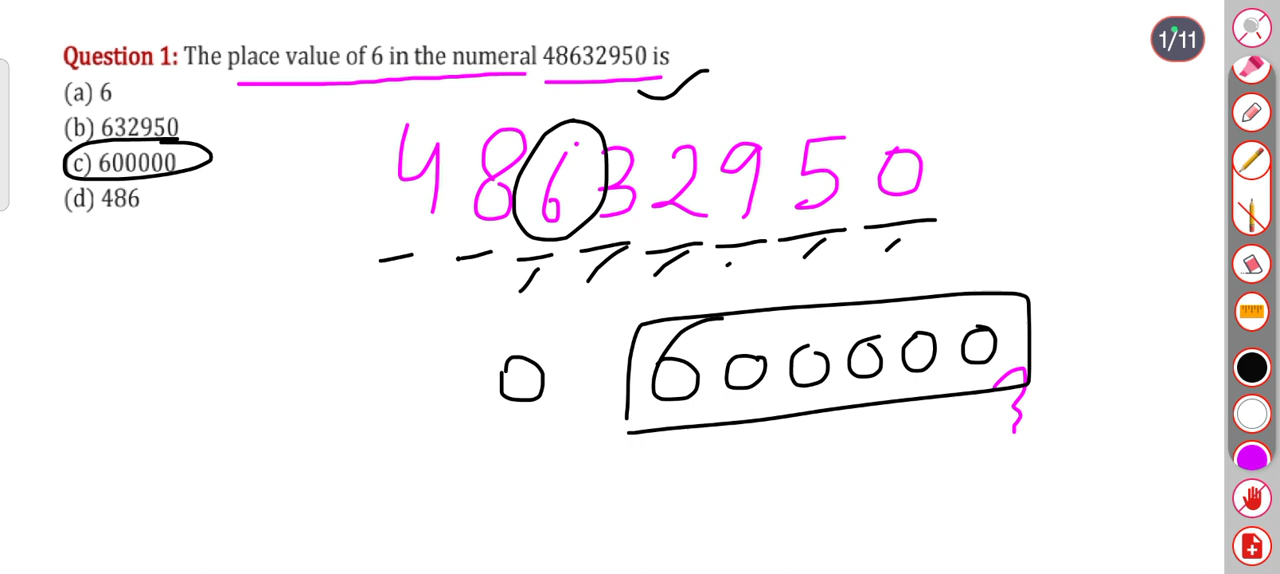 1/11
Question 1: The place value of 6 in the numeral 48632950 is
(a) 6
(b) 632950
(c) 600000
(d) 486
48632950
0 600000